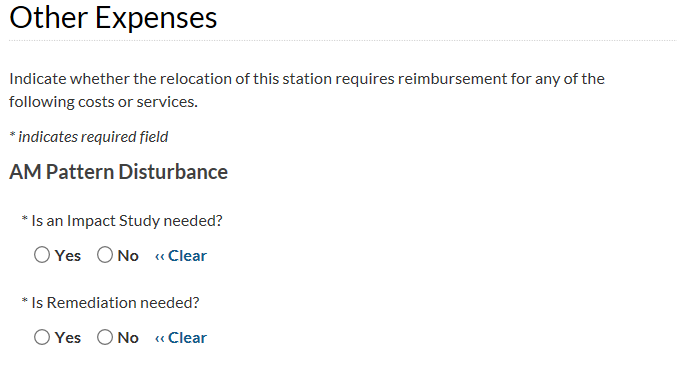 Other Expenses
Indicate whether the relocation of this station requires reimbursement for any of the
following costs or services.
* indicates required field
AM Pattern Disturbance
* Is an Impact Study needed?
Yes No ‹‹ Clear
* Is Remediation needed?
Yes No ‹‹ Clear